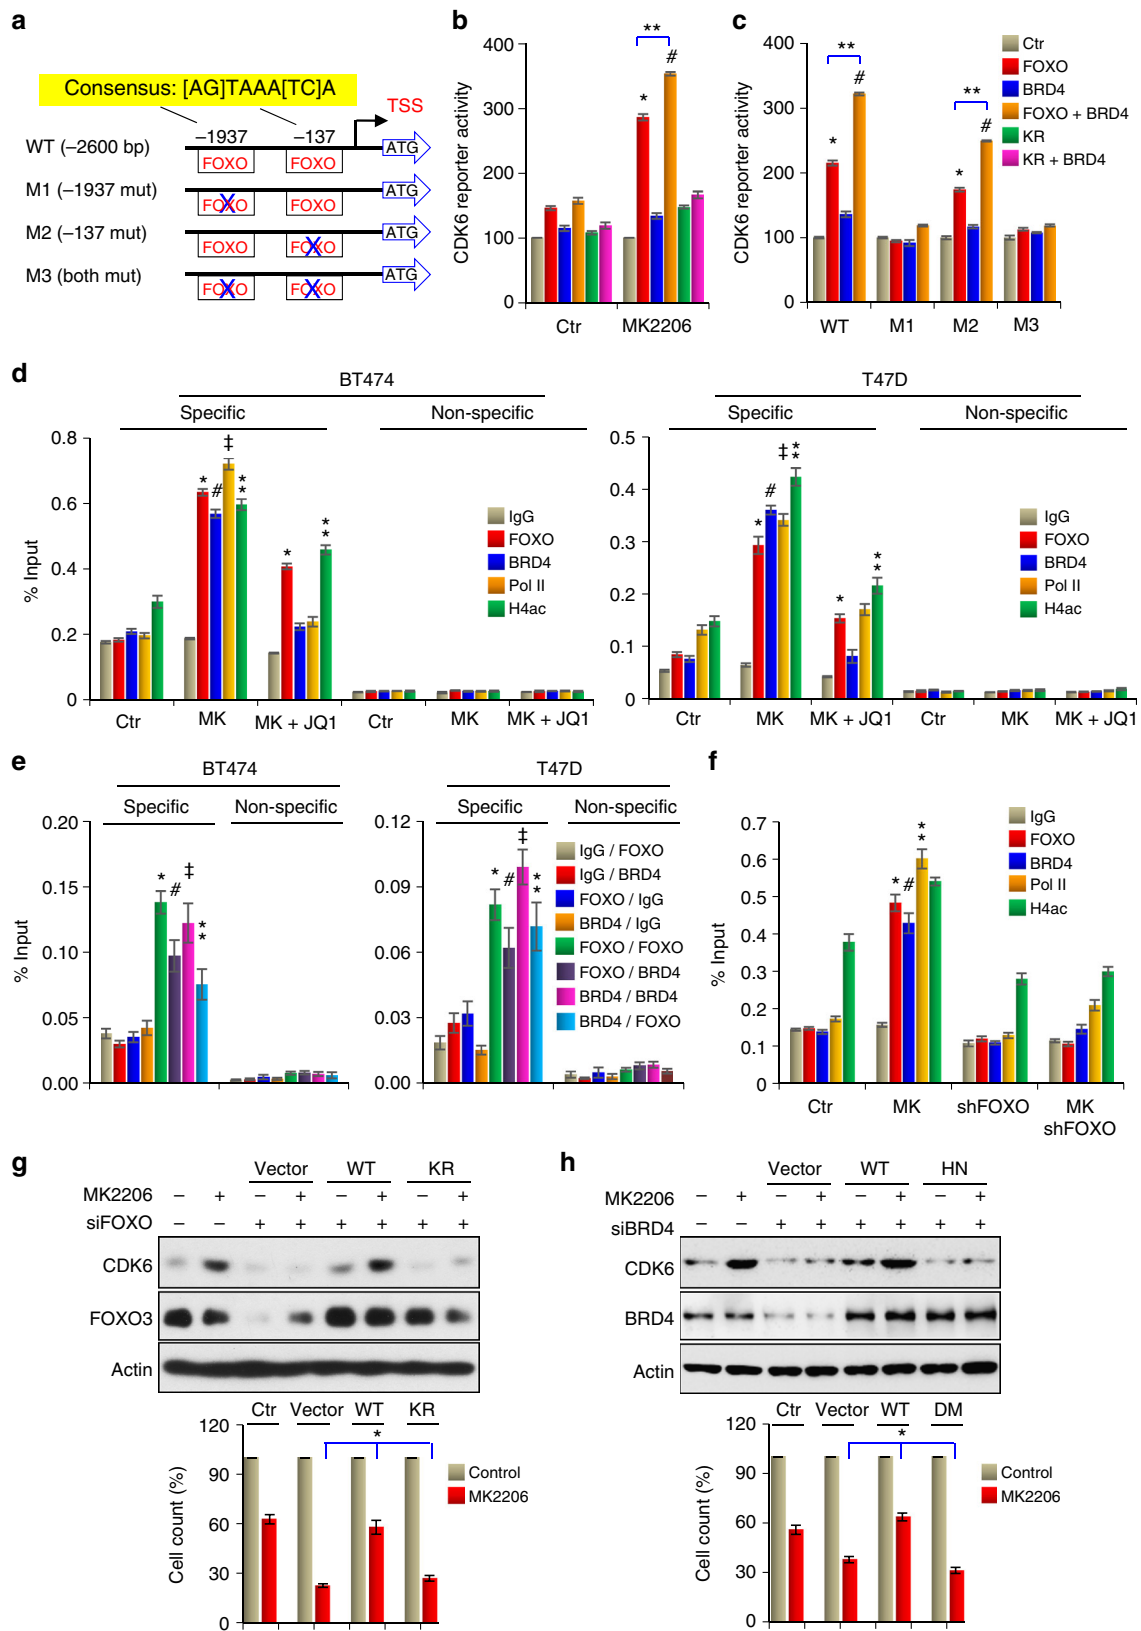 a
Consensus: [AG]TAAA[TC]A
TSS
−1937
−137
WT (−2600 bp)
FOXO
FOXO
ATG
M1 (−1937 mut)
FOXO
X
FOXO
ATG
M2 (−137 mut)
FOXO
FOXO
X
ATG
M3 (both mut)
FOXO
X
FOXO
X
ATG
b
CDK6 reporter activity
400
300
200
100
0
**
#
*
Ctr
MK2206
c
CDK6 reporter activity
400
300
200
100
0
**
#
*
**
#
*
WT
M1
M2
M3
Ctr
FOXO
BRD4
FOXO + BRD4
KR
KR + BRD4
d
BT474
Specific
Non-specific
% Input
0.8
0.6
0.4
0.2
0
*
#
‡
**
*
**
Ctr
MK
MK + JQ1
Ctr
MK
MK + JQ1
IgG
FOXO
BRD4
Pol II
H4ac
T47D
Specific
Non-specific
0.5
0.4
0.3
0.2
0.1
0
*
#
‡
**
*
**
Ctr
MK
MK + JQ1
Ctr
MK
MK + JQ1
IgG
FOXO
BRD4
Pol II
H4ac
e
BT474
Specific
Non-specific
% Input
0.20
0.15
0.10
0.05
0.00
*
#
‡
**
T47D
Specific
Non-specific
0.12
0.09
0.06
0.03
0.00
*
#
‡
**
IgG / FOXO
IgG / BRD4
FOXO / IgG
BRD4 / IgG
FOXO / FOXO
FOXO / BRD4
BRD4 / BRD4
BRD4 / FOXO
f
% Input
0.7
0.6
0.5
0.4
0.3
0.2
0.1
0
*
#
**
Ctr
MK
shFOXO
MK
shFOXO
IgG
FOXO
BRD4
Pol II
H4ac
g
Vector WT KR
MK2206 − + − + − + − +
siFOXO − − + + + + + +
CDK6
FOXO3
Actin
Ctr Vector WT KR
*
Cell count (%)
120
90
60
30
0
Control
MK2206
h
Vector WT HN
MK2206 − + − + − + − +
siBRD4 − − + + + + + +
CDK6
BRD4
Actin
Ctr Vector WT DM
*
Cell count (%)
120
90
60
30
0
Control
MK2206